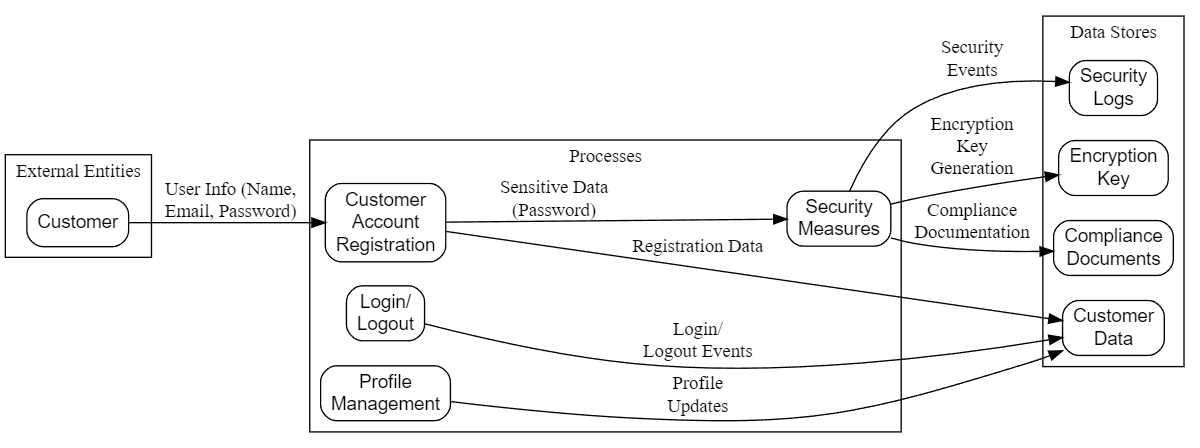 External Entities
Customer
User Info (Name,
Email, Password)
Processes
Customer
Account
Registration
Sensitive Data
(Password)
Registration Data
Security
Measures
Login/
Logout
Login/
Logout Events
Profile
Management
Profile
Updates
Security
Events
Encryption
Key
Generation
Compliance
Documentation
Data Stores
Security
Logs
Encryption
Key
Compliance
Documents
Customer
Data